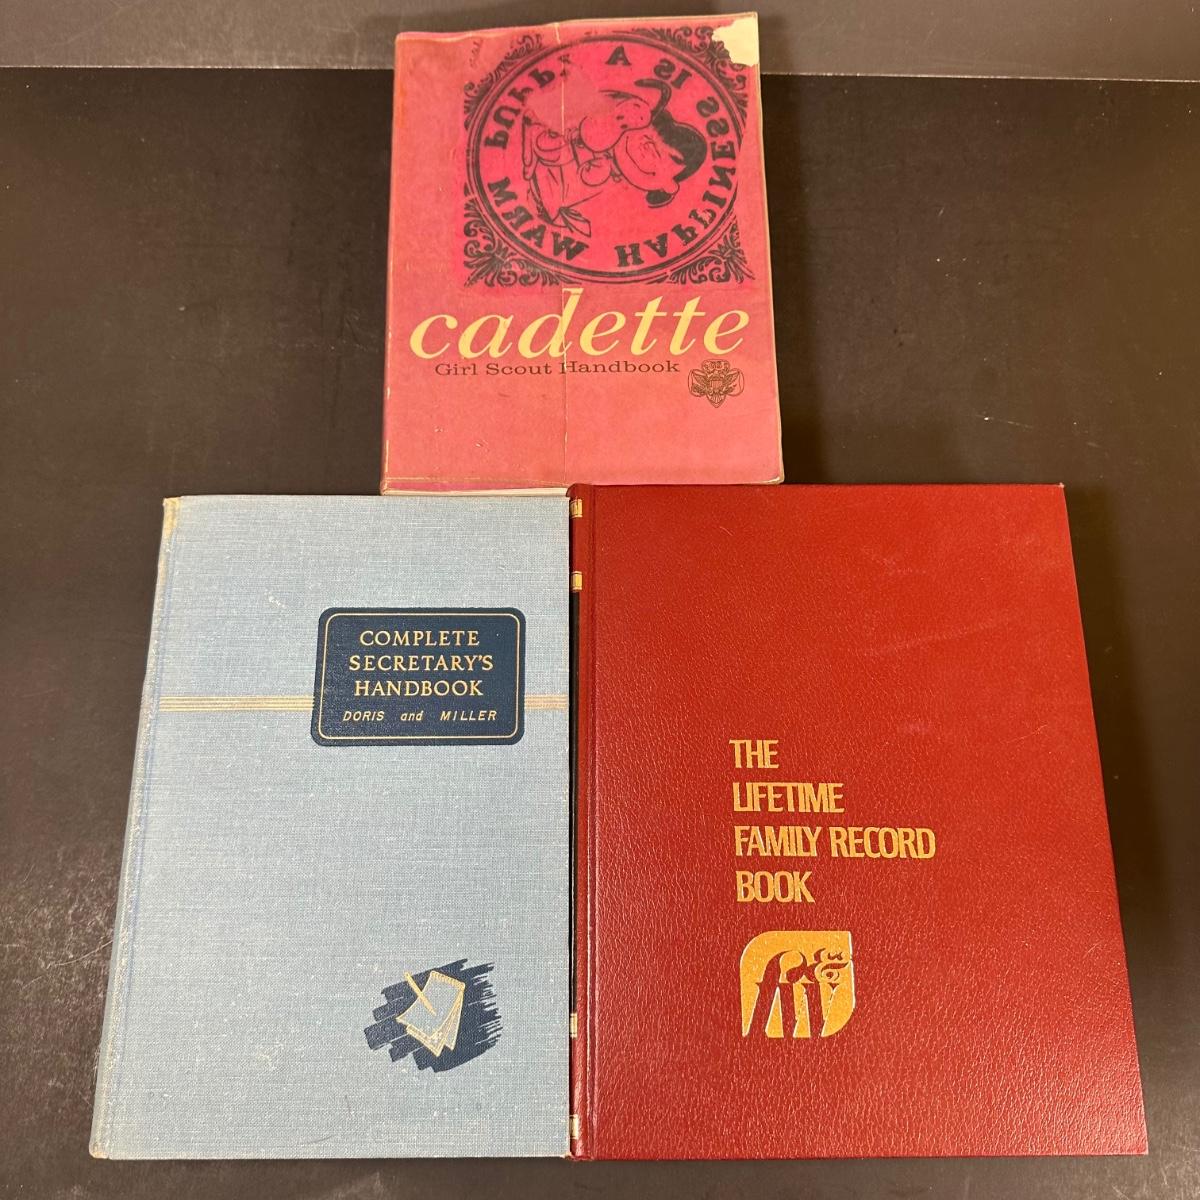 HAPPINESS IS A WARM PUPPY
cadette
Girl Scout Handbook
COMPLETE
SECRETARY'S
HANDBOOK
DORIS and MILLER
THE
LIFETIME
FAMILY RECORD
BOOK